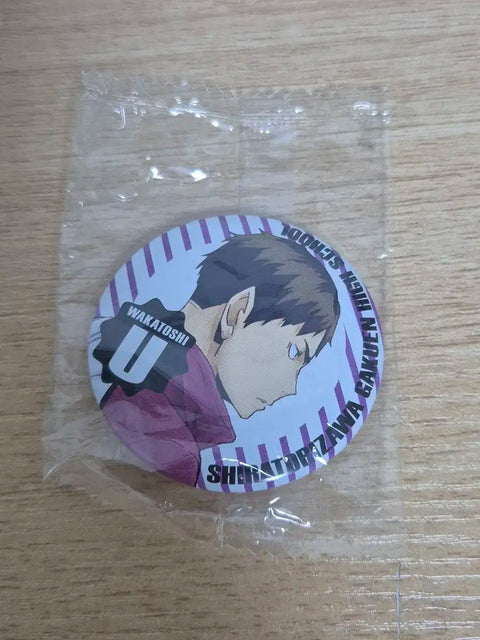 WAKATOSHI
U
SHIRATORIZAWA GAKUEN HIGH SCHOOL